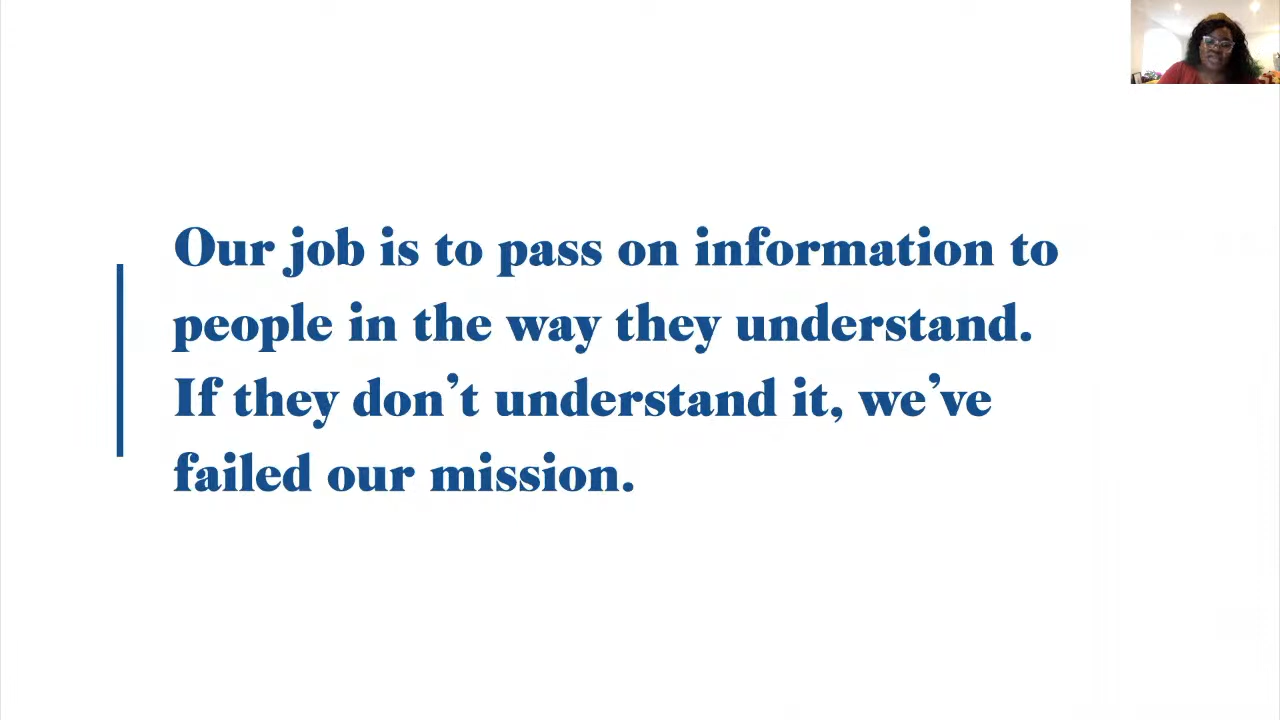 Our job is to pass on information to
people in the way they understand.
If they don’t understand it, we’ve
failed our mission.